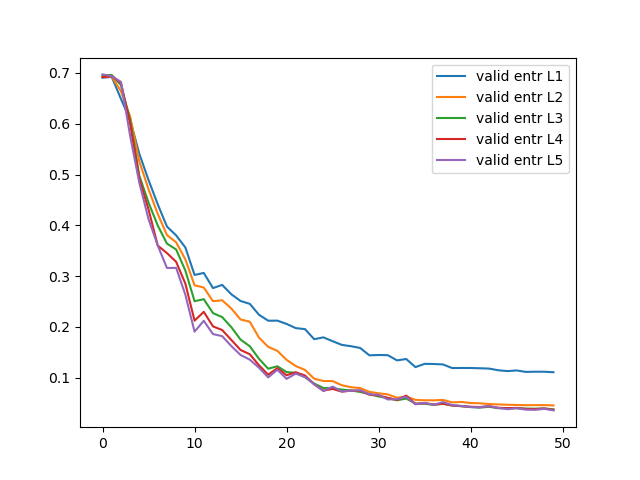 0.7
0.6
0.5
0.4
0.3
0.2
0.1
0
10
20
30
40
50
valid entr L1
valid entr L2
valid entr L3
valid entr L4
valid entr L5